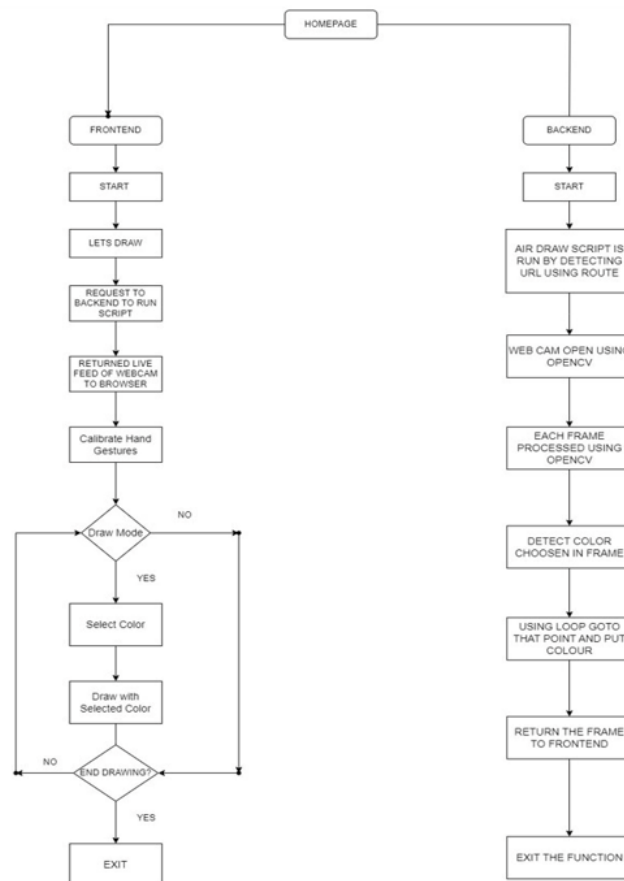 HOMEPAGE
FRONTEND
START
LETS DRAW
REQUEST TO
BACKEND TO RUN
SCRIPT
RETURNED LIVE
FEED OF WEBCAM
TO BROWSER
Calibrate Hand
Gestures
Draw Mode
NO
YES
Select Color
Draw with
Selected Color
END DRAWING?
NO
YES
EXIT
BACKEND
START
AIR DRAW SCRIPT IS
RUN BY DETECTING
URL USING ROUTE
WEB CAM OPEN USING
OPENCV
EACH FRAME
PROCESSED USING
OPENCV
DETECT COLOR
CHOOSEN IN FRAME
USING LOOP GOTO
THAT POINT AND PUT
COLOUR
RETURN THE FRAME
TO FRONTEND
EXIT THE FUNCTION